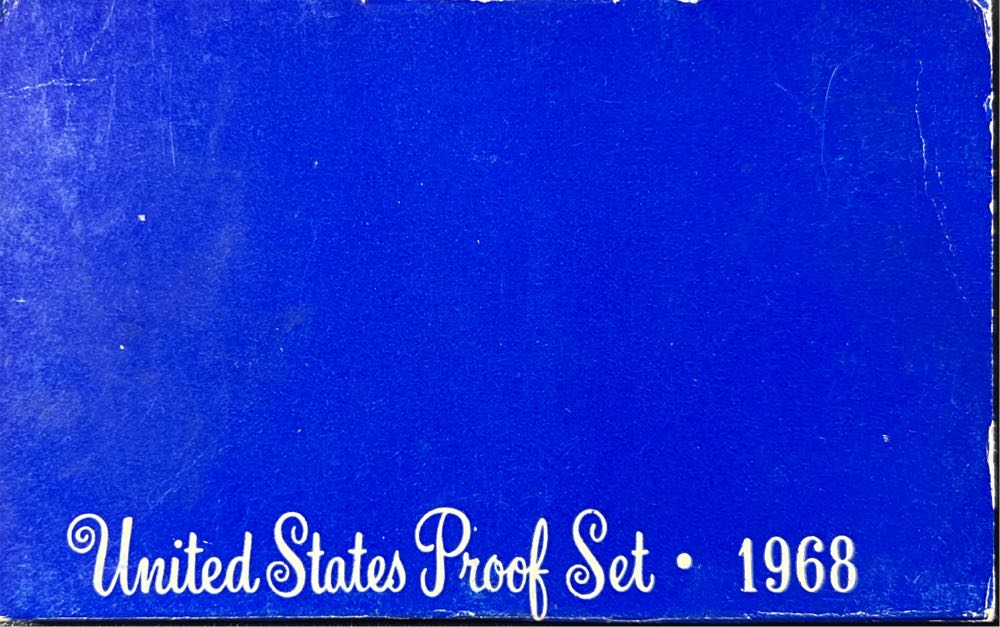 United States Proof Set • 1968